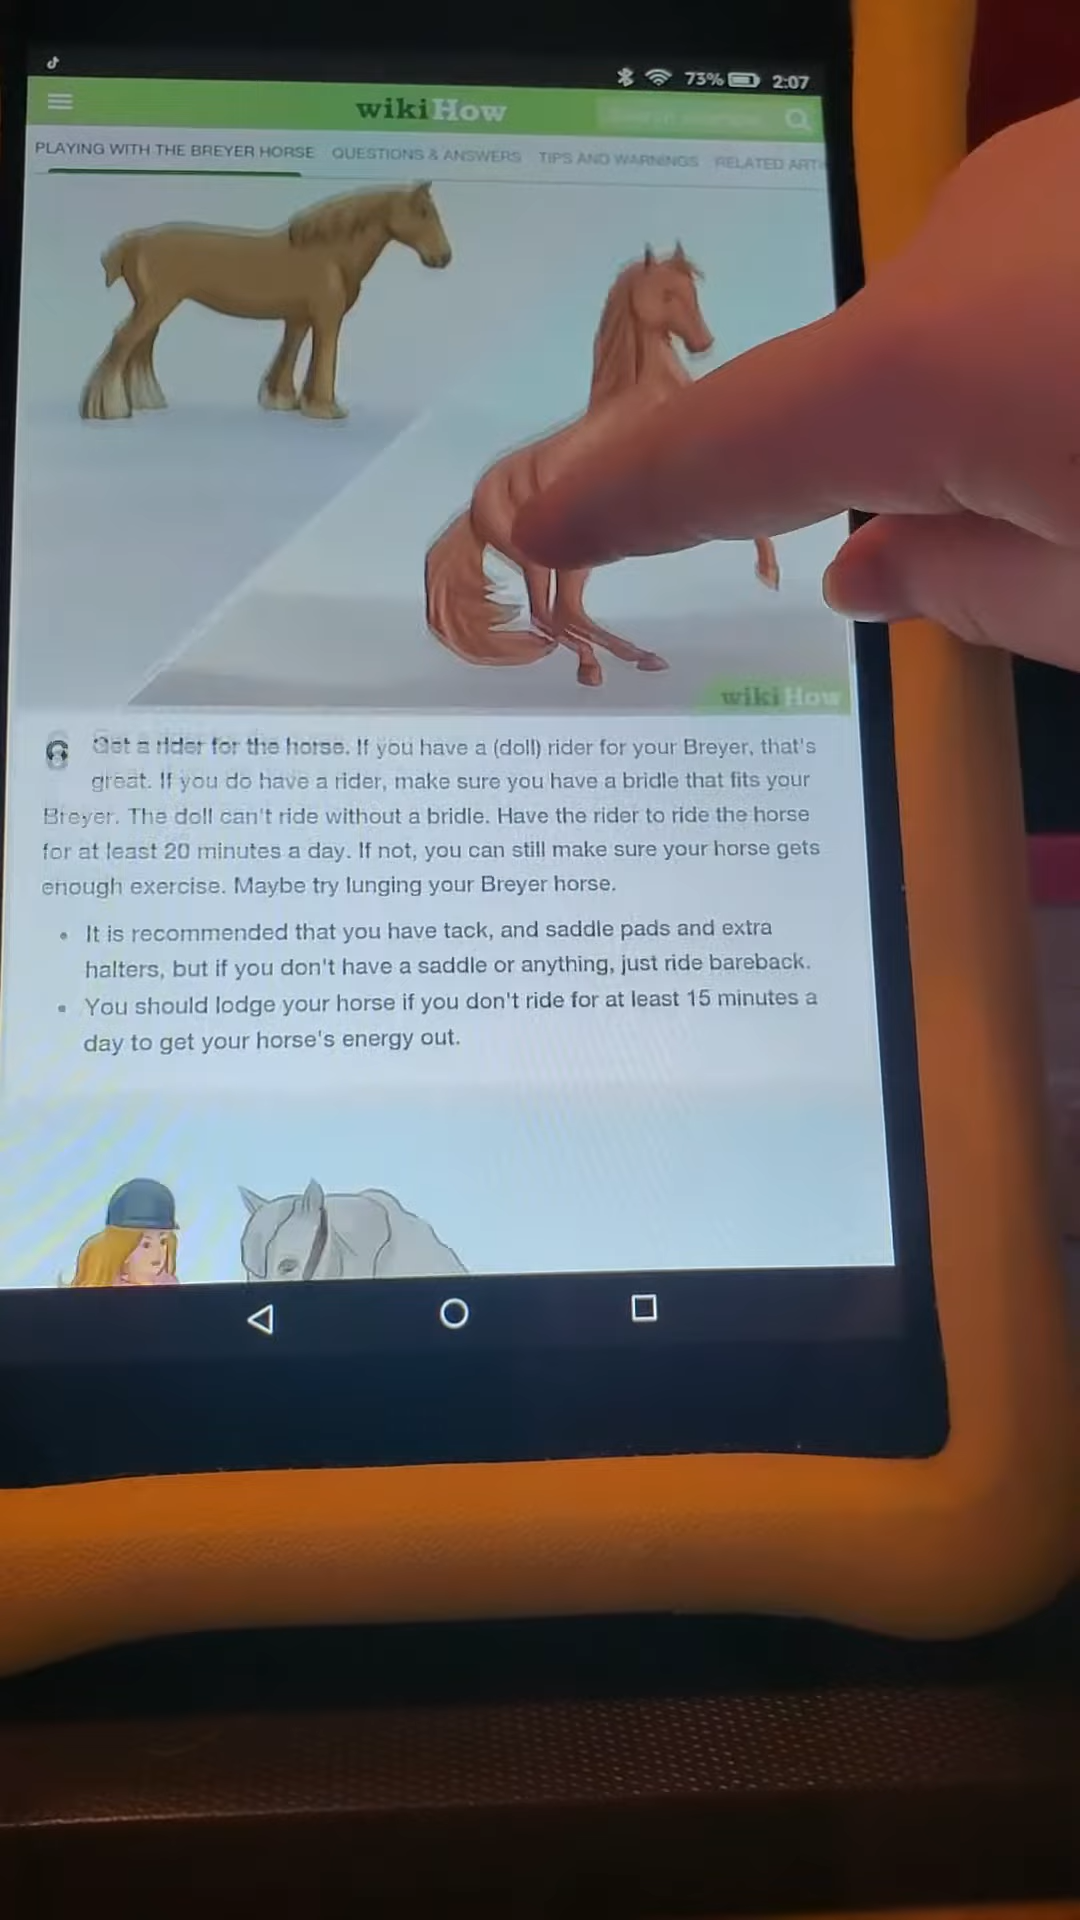 73% 2:07
wikiHow
PLAYING WITH THE BREYER HORSE QUESTIONS & ANSWERS TIPS AND WARNINGS RELATED
wikiHow
Get a rider for the horse. If you have a (doll) rider for your Breyer, that's
great. If you do have a rider, make sure you have a bridle that fits your
Breyer. The doll can't ride without a bridle. Have the rider to ride the horse
for at least 20 minutes a day. If not, you can still make sure your horse gets
enough exercise. Maybe try lunging your Breyer horse.
• It is recommended that you have tack, and saddle pads and extra
halters, but if you don't have a saddle or anything, just ride bareback.
• You should lodge your horse if you don't ride for at least 15 minutes a
day to get your horse's energy out.